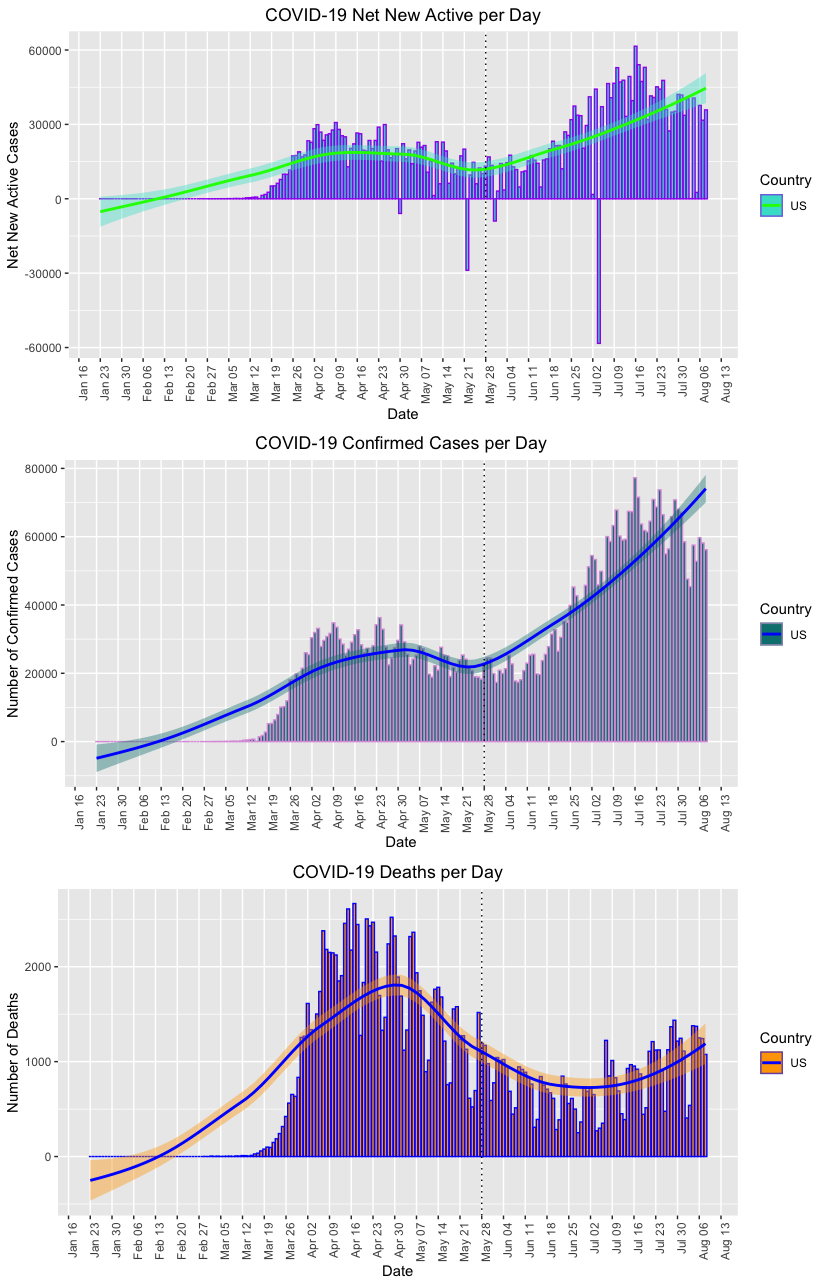 COVID-19 Net New Active per Day
Net New Active Cases
60000
30000
0
-30000
-60000
Jan 16
Jan 23
Jan 30
Feb 06
Feb 13
Feb 20
Feb 27
Mar 05
Mar 12
Mar 19
Mar 26
Apr 02
Apr 09
Apr 16
Apr 23
Apr 30
May 07
May 14
May 21
May 28
Jun 04
Jun 11
Jun 18
Jun 25
Jul 02
Jul 09
Jul 16
Jul 23
Jul 30
Aug 06
Aug 13
Date
Country
US
COVID-19 Confirmed Cases per Day
Number of Confirmed Cases
80000
60000
40000
20000
0
Jan 16
Jan 23
Jan 30
Feb 06
Feb 13
Feb 20
Feb 27
Mar 05
Mar 12
Mar 19
Mar 26
Apr 02
Apr 09
Apr 16
Apr 23
Apr 30
May 07
May 14
May 21
May 28
Jun 04
Jun 11
Jun 18
Jun 25
Jul 02
Jul 09
Jul 16
Jul 23
Jul 30
Aug 06
Aug 13
Date
Country
US
COVID-19 Deaths per Day
Number of Deaths
2000
1000
0
Jan 16
Jan 23
Jan 30
Feb 06
Feb 13
Feb 20
Feb 27
Mar 05
Mar 12
Mar 19
Mar 26
Apr 02
Apr 09
Apr 16
Apr 23
Apr 30
May 07
May 14
May 21
May 28
Jun 04
Jun 11
Jun 18
Jun 25
Jul 02
Jul 09
Jul 16
Jul 23
Jul 30
Aug 06
Aug 13
Date
Country
US